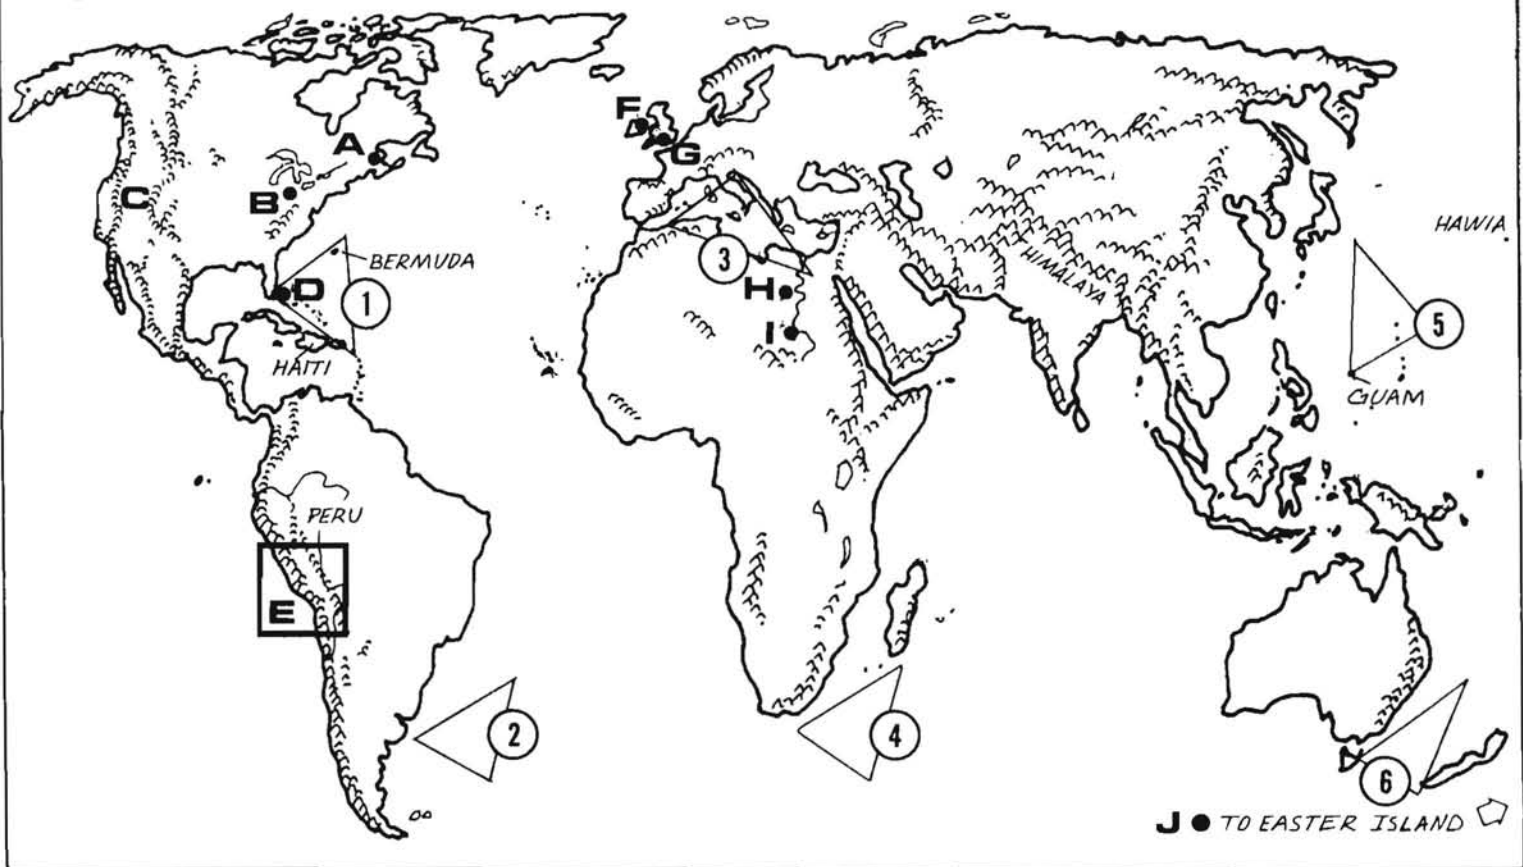 F
A
G
C
B
HAWIA
3
BERMUDA
HIMALAYA
H
D
1
5
I
HAITI
GUAM
PERU
E
2
4
6
J TO EASTER ISLAND